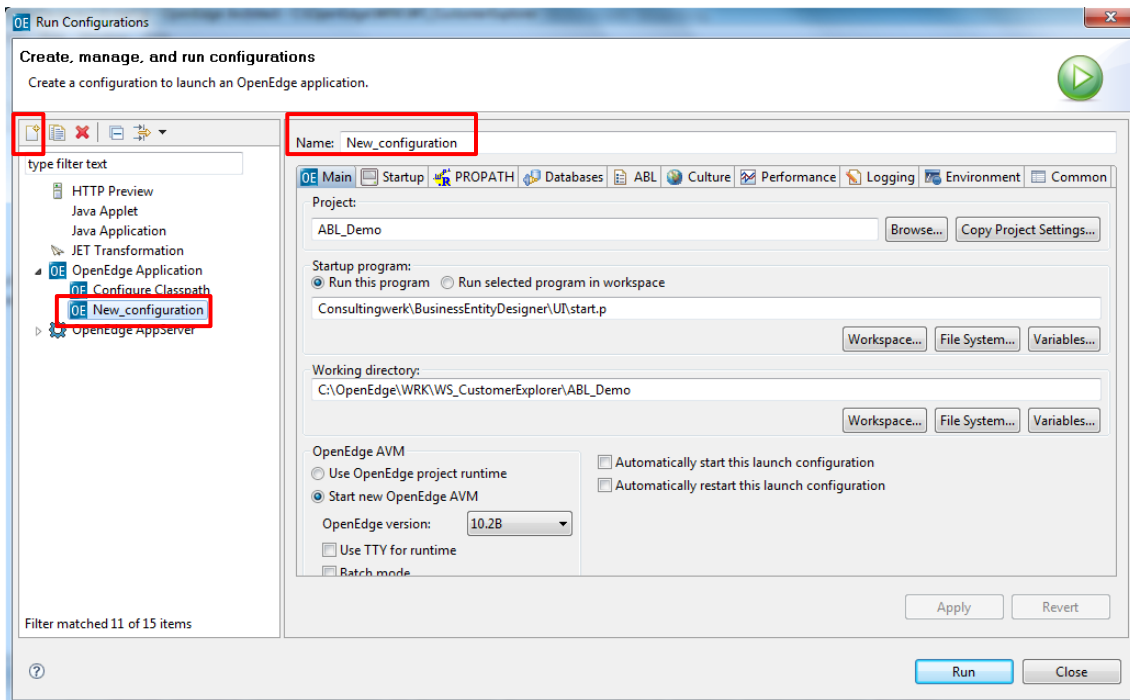 OE Run Configurations
Create, manage, and run configurations
Create a configuration to launch an OpenEdge application.
type filter text
HTTP Preview
Java Applet
Java Application
JET Transformation
OE OpenEdge Application
OE Configure Classpath
OE New_configuration
OpenEdge AppServer
Filter matched 11 of 15 items
Name: New_configuration
OE Main Startup PROPATH Databases ABL Culture Performance Logging Environment Common
Project:
ABL_Demo Browse... Copy Project Settings...
Startup program:
Run this program Run selected program in workspace
Consultingwerk\BusinessEntityDesigner\UI\start.p
Workspace... File System... Variables...
Working directory:
C:\OpenEdge\WRK\WS_CustomerExplorer\ABL_Demo
Workspace... File System... Variables...
OpenEdge AVM
Use OpenEdge project runtime
Start new OpenEdge AVM
OpenEdge version: 10.2B
Use TTY for runtime
Batch mode
Automatically start this launch configuration
Automatically restart this launch configuration
Apply Revert
Run Close